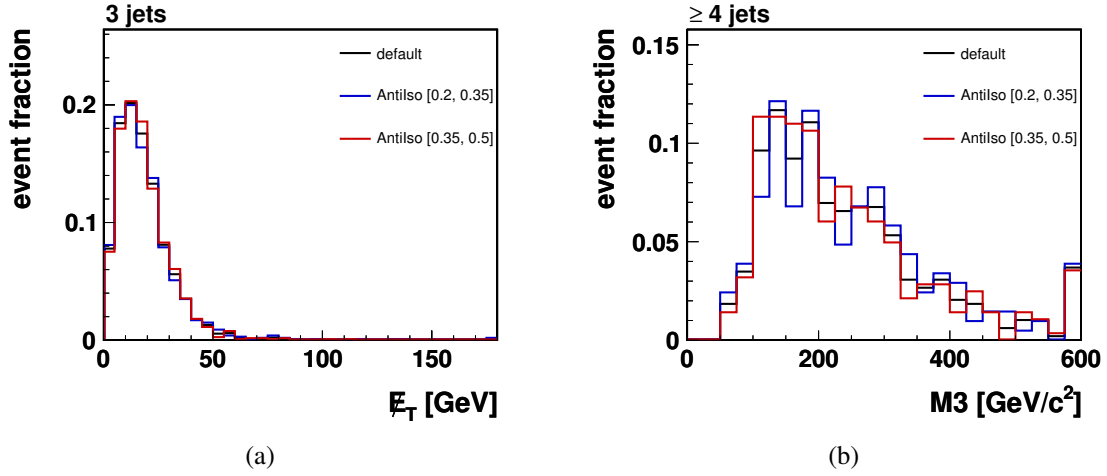 3 jets
event fraction
default
AntiIso [0.2, 0.35]
AntiIso [0.35, 0.5]
0.2
0.1
0
0 50 100 150
E̸_T [GeV]
(a)
≥ 4 jets
event fraction
default
AntiIso [0.2, 0.35]
AntiIso [0.35, 0.5]
0.15
0.1
0.05
0
0 200 400 600
M3 [GeV/c²]
(b)